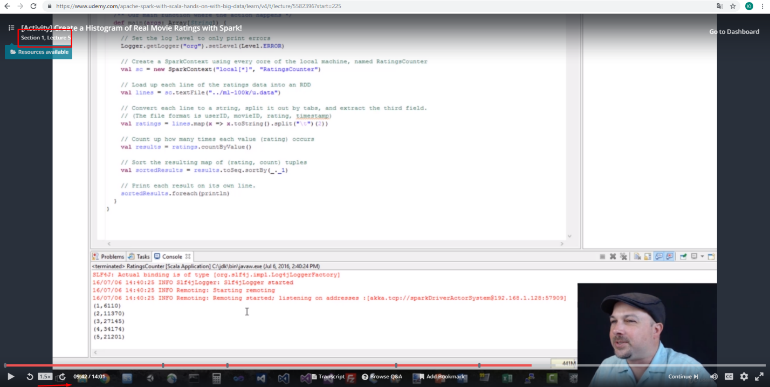 https://www.udemy.com/apache-spark-with-scala-hands-on-with-big-data/learn/v4/t/lecture/5582396?start=225
[Activity] Create a Histogram of Real Movie Ratings with Spark!
Section 1, Lecture 5
Go to Dashboard
Resources available
// Set the log level to only print errors
Logger.getLogger("org").setLevel(Level.ERROR)
// Create a SparkContext using every core of the local machine, named RatingsCounter
val sc = new SparkContext("local[*]", "RatingsCounter")
// Load up each line of the ratings data into an RDD
val lines = sc.textFile("../ml-100k/u.data")
// Convert each line to a string, split it out by tabs, and extract the third field.
// (The file format is userID, movieID, rating, timestamp)
val ratings = lines.map(x => x.toString().split("\t")(2))
// Count up how many times each value (rating) occurs
val results = ratings.countByValue()
// Sort the resulting map of (rating, count) tuples
val sortedResults = results.toSeq.sortBy(_._1)
// Print each result on its own line.
sortedResults.foreach(println)
}
}
Problems Tasks Console
<terminated> RatingsCounter [Scala Application] C:\jdk\bin\javaw.exe (Jul 6, 2016, 2:40:24 PM)
SLF4J: Actual binding is of type [org.slf4j.impl.Log4jLoggerFactory]
16/07/06 14:40:25 INFO Slf4jLogger: Slf4jLogger started
16/07/06 14:40:25 INFO Remoting: Starting remoting
16/07/06 14:40:25 INFO Remoting: Remoting started; listening on addresses :[akka.tcp://sparkDriverActorSystem@192.168.1.128:57909]
(1,6110)
(2,11370)
(3,27145)
(4,34174)
(5,21201)
1.5x
09:42 / 14:05
Transcript
Browse Q&A
Add Bookmark
Continue